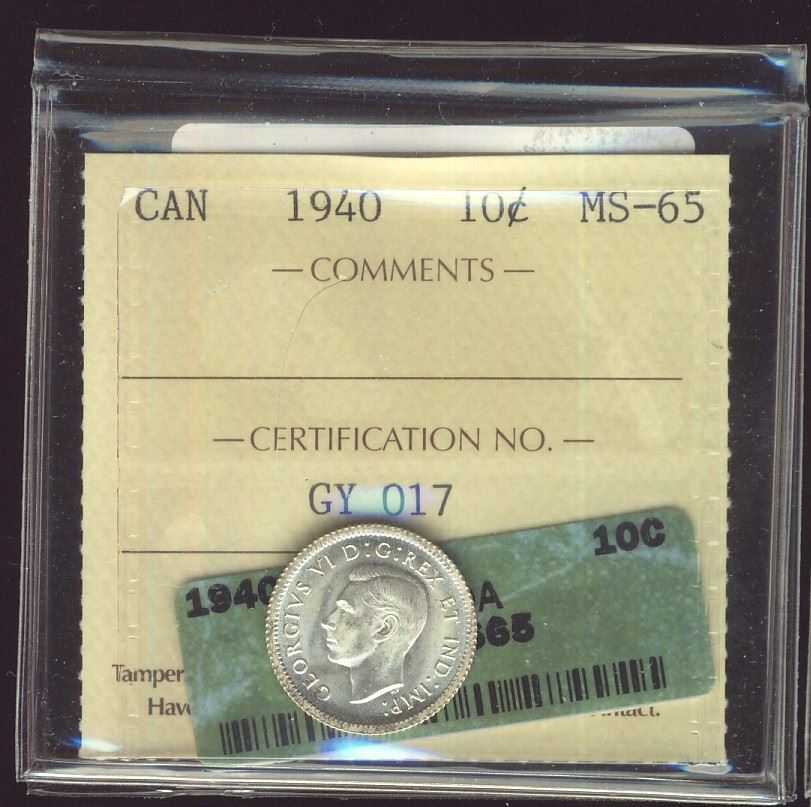 CAN 1940 10¢ MS-65
— COMMENTS —
— CERTIFICATION NO. —
GY 017
10C
1940 A
65
GEORGIVS VI D:G:REX ET IND:IMP:
Tamper
Have